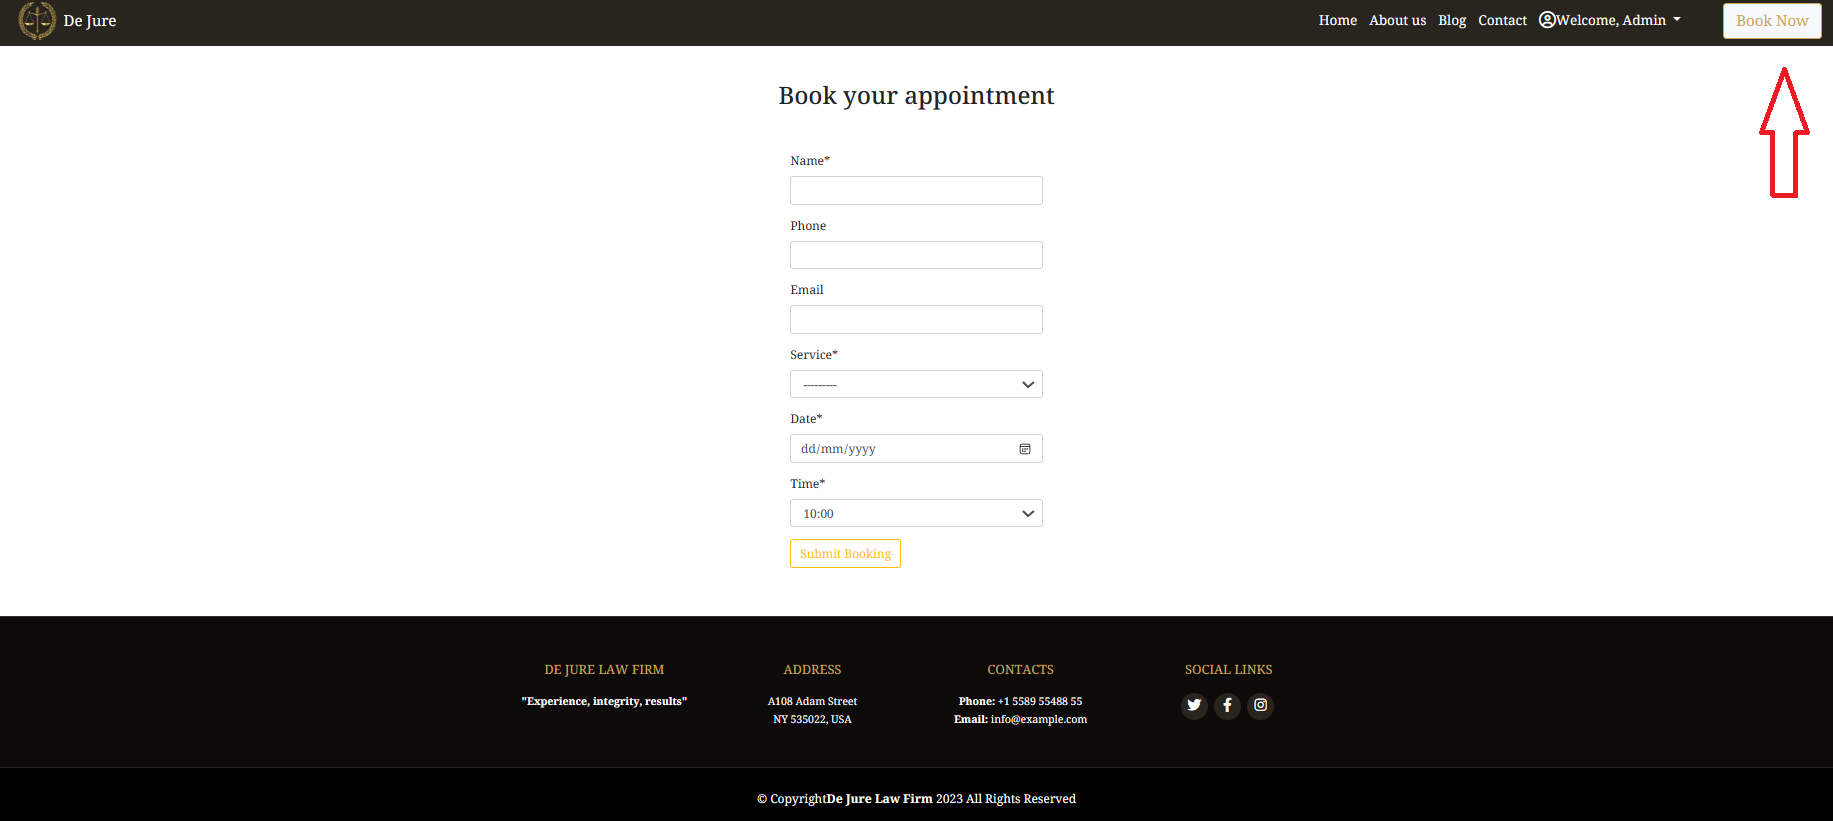 De Jure
Home About us Blog Contact Welcome, Admin Book Now
Book your appointment
Name*
Phone
Email
Service*
---------
Date*
dd/mm/yyyy
Time*
10:00
Submit Booking
DE JURE LAW FIRM
"Experience, integrity, results"
ADDRESS
A108 Adam Street
NY 535022, USA
CONTACTS
Phone: +1 5589 55488 55
Email: info@example.com
SOCIAL LINKS
© CopyrightDe Jure Law Firm 2023 All Rights Reserved